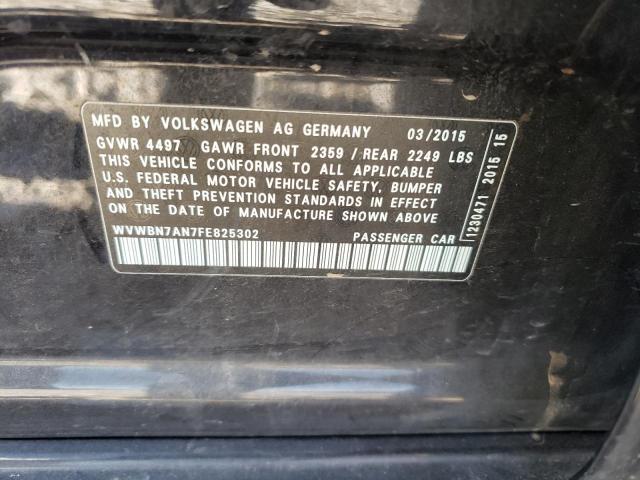 MFD BY VOLKSWAGEN AG GERMANY 03/2015
GVWR 4497 GAWR FRONT 2359 / REAR 2249 LBS
THIS VEHICLE CONFORMS TO ALL APPLICABLE
U.S. FEDERAL MOTOR VEHICLE SAFETY, BUMPER
AND THEFT PREVENTION STANDARDS IN EFFECT
ON THE DATE OF MANUFACTURE SHOWN ABOVE
WVWBN7AN7FE825302 PASSENGER CAR
1230471 2015 15